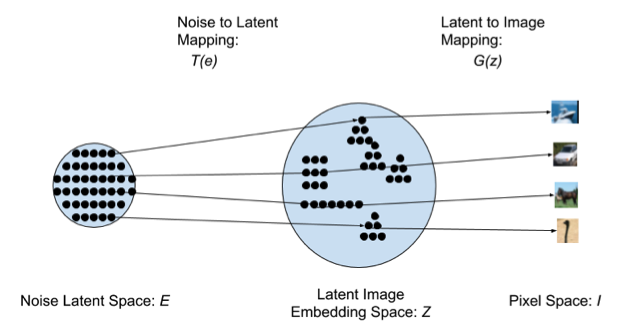 Noise to Latent
Mapping:
T(e)
Latent to Image
Mapping:
G(z)
Noise Latent Space: E
Latent Image
Embedding Space: Z
Pixel Space: I